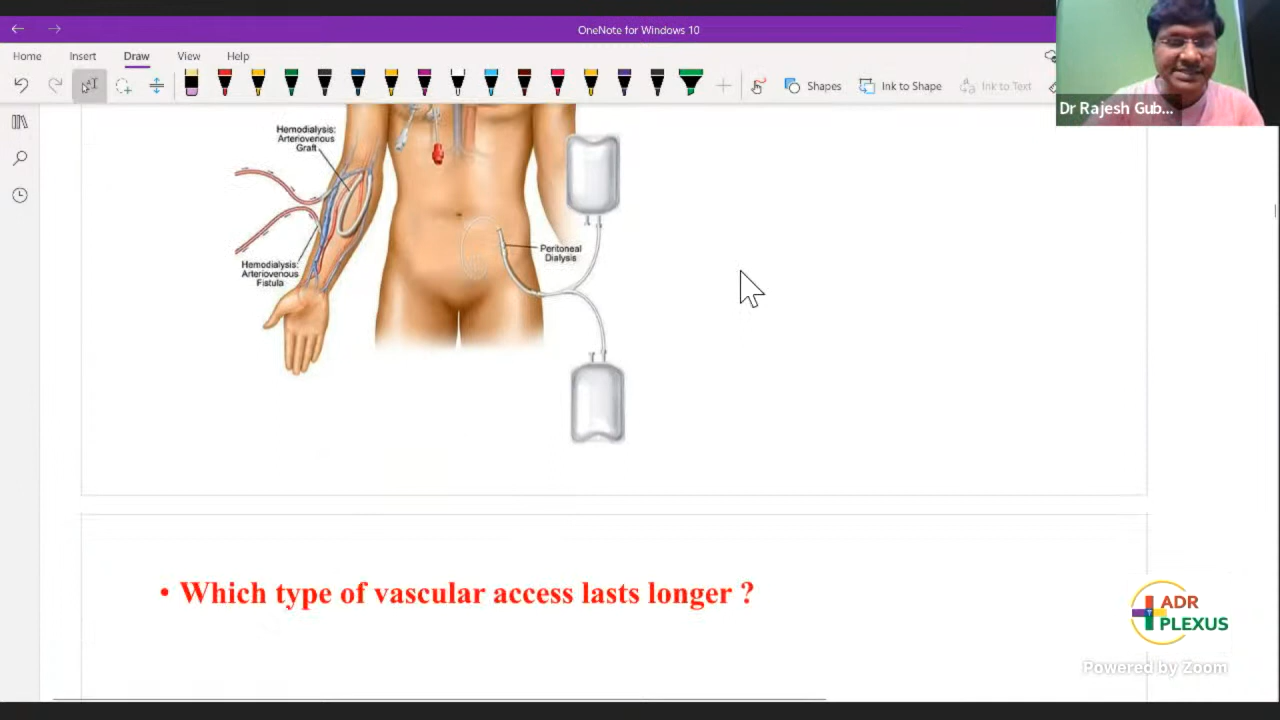 OneNote for Windows 10
Home
Insert
Draw
View
Help
Shapes
Ink to Shape
Ink to Text
Dr Rajesh Gub...
Hemodialysis:
Arteriovenous
Graft
Peritoneal
Dialysis
Hemodialysis:
Arteriovenous
Fistula
• Which type of vascular access lasts longer ?
ADR
PLEXUS
Powered by Zoom